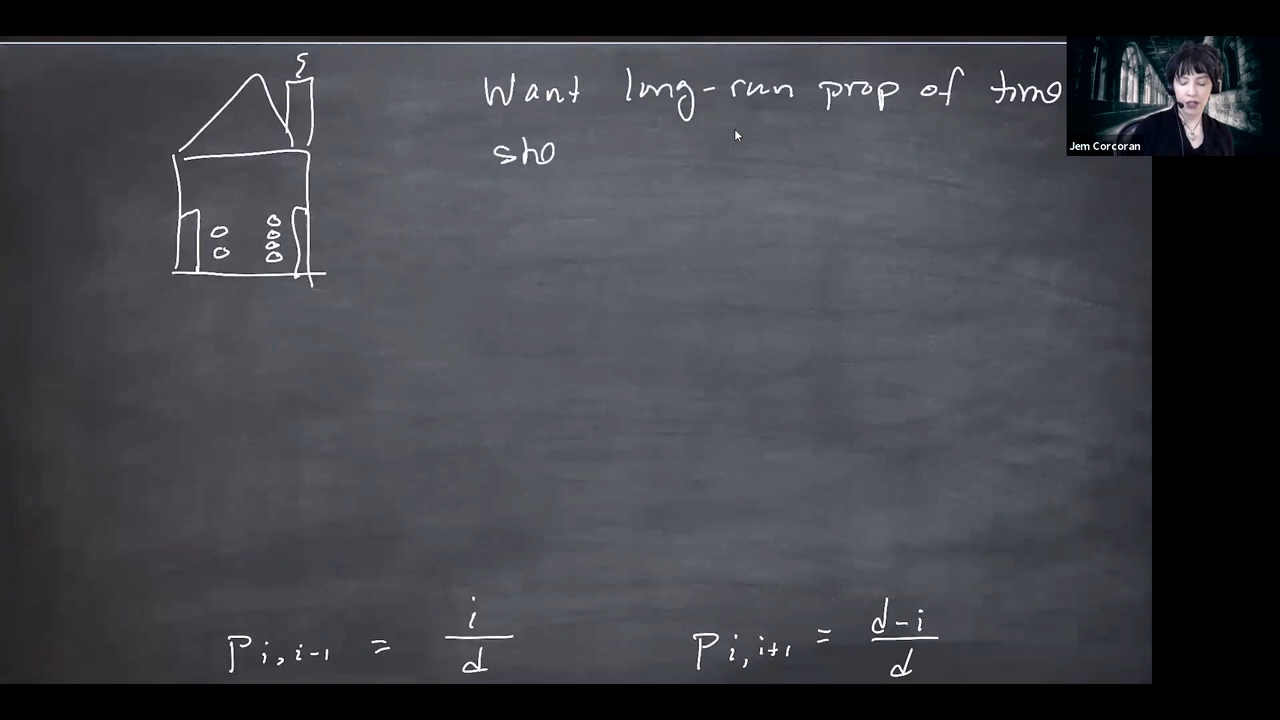 Want long-run prop of time
sho
Jem Corcoran
P i, i-1 = i/d
P i, i+1 = d-i/d